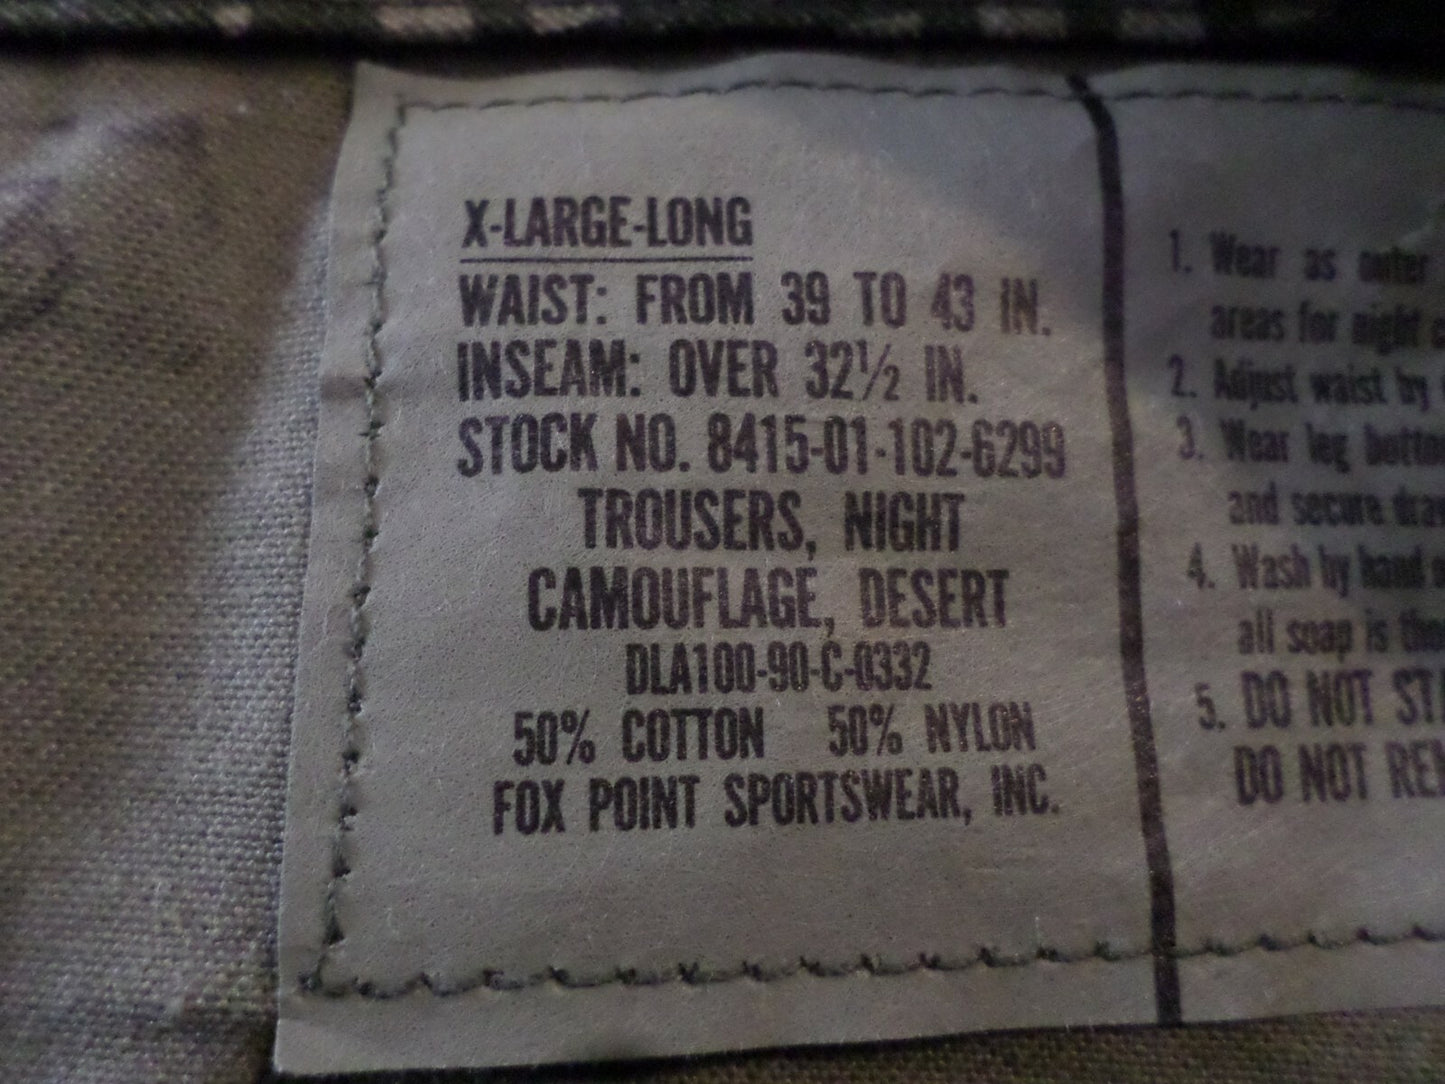 X-LARGE-LONG
WAIST: FROM 39 TO 43 IN.
INSEAM: OVER 32½ IN.
STOCK NO. 8415-01-102-6299
TROUSERS, NIGHT
CAMOUFLAGE, DESERT
DLA100-90-C-0332
50% COTTON 50% NYLON
FOX POINT SPORTSWEAR, INC.
1. Wear as outer
areas for night
2. Adjust waist by
3. Wear leg
and secure
4. Wash by hand
all soap is
5. DO NOT
DO NOT